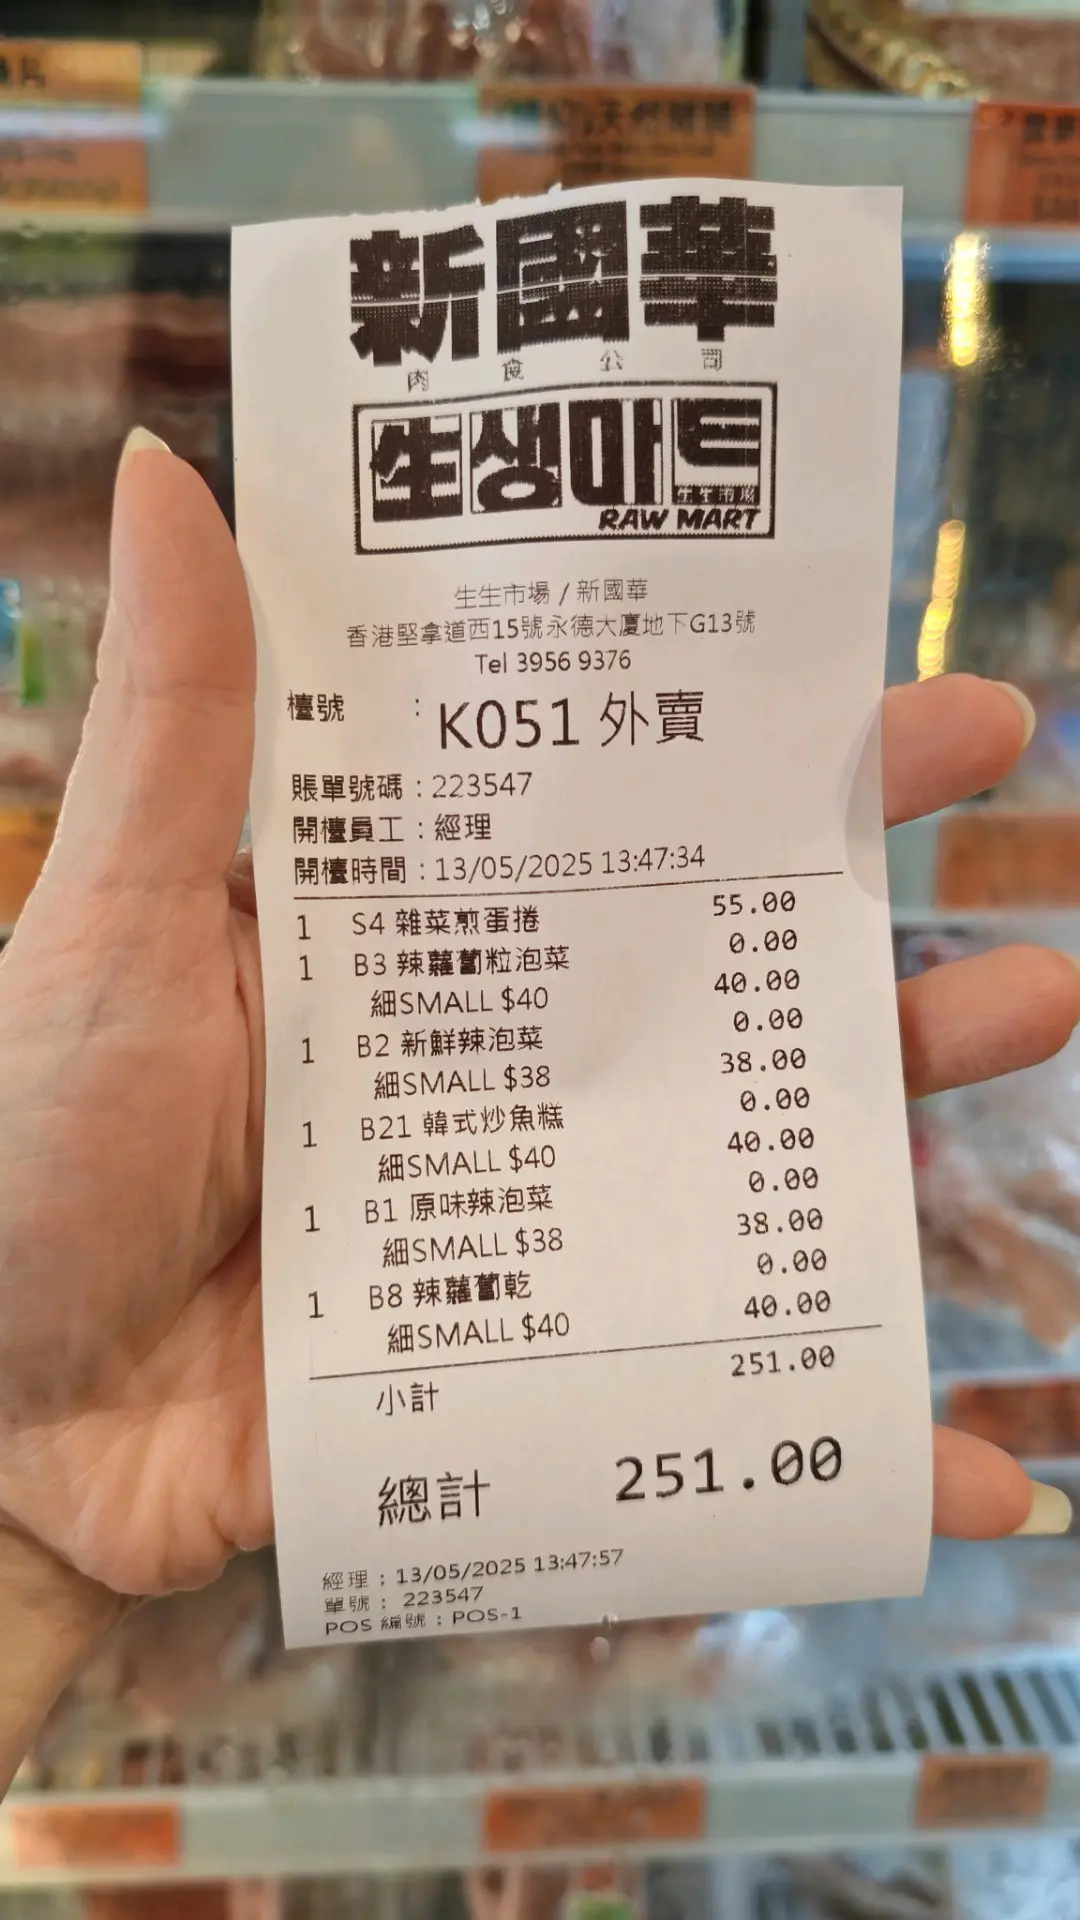 新國華
肉食公司
生생마트
生生市場
RAW MART
生生市場 / 新國華
香港堅拿道西15號永德大廈地下G13號
Tel 3956 9376
檯號 : K051 外賣
賬單號碼 : 223547
開檯員工 : 經理
開檯時間 : 13/05/2025 13:47:34
1 S4 雜菜煎蛋捲 55.00
1 B3 辣蘿蔔粒泡菜 0.00
細SMALL $40 40.00
1 B2 新鮮辣泡菜 0.00
細SMALL $38 38.00
1 B21 韓式炒魚糕 0.00
細SMALL $40 40.00
1 B1 原味辣泡菜 0.00
細SMALL $38 38.00
1 B8 辣蘿蔔乾 0.00
細SMALL $40 40.00
小計 251.00
總計 251.00
經理 : 13/05/2025 13:47:57
單號 : 223547
POS 編號 : POS-1